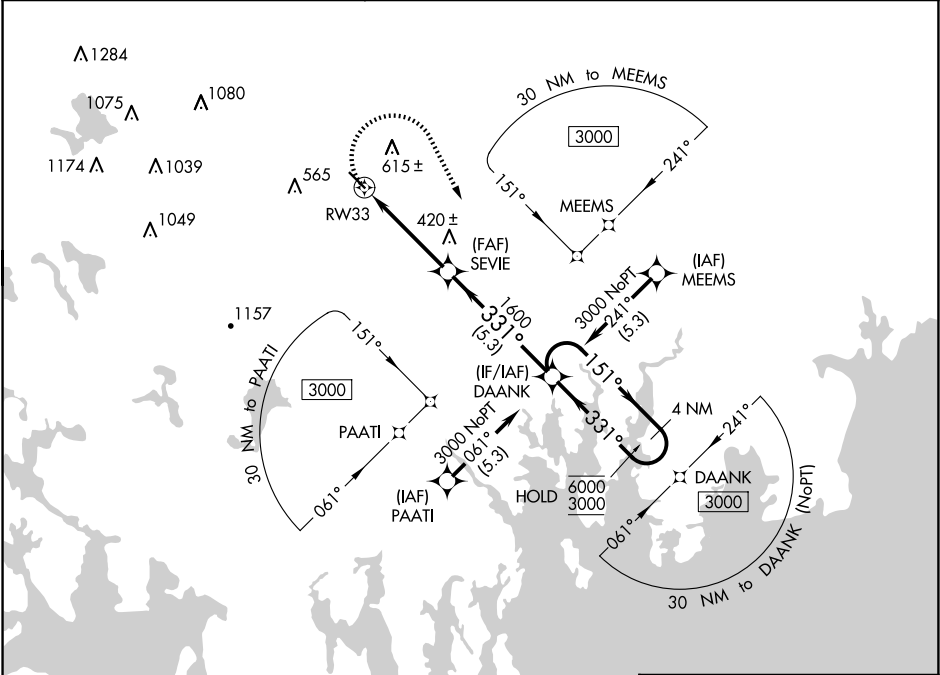 1284
1075
1080
1174
1039
1049
565
615 ±
RW33
420 ±
(FAF)
SEVIE
30 NM to MEEMS
3000
151°
241°
MEEMS
(IAF)
MEEMS
3000 NoPT
241°
(5.3)
1600
331°
(5.3)
1157
30 NM to PAATI
151°
3000
PAATI
061°
(IF/IAF)
DAANK
151°
331°
4 NM
3000 NoPT
061°
(5.3)
(IAF)
PAATI
HOLD
6000
3000
241°
DAANK
3000
061°
30 NM to DAANK (NoPT)